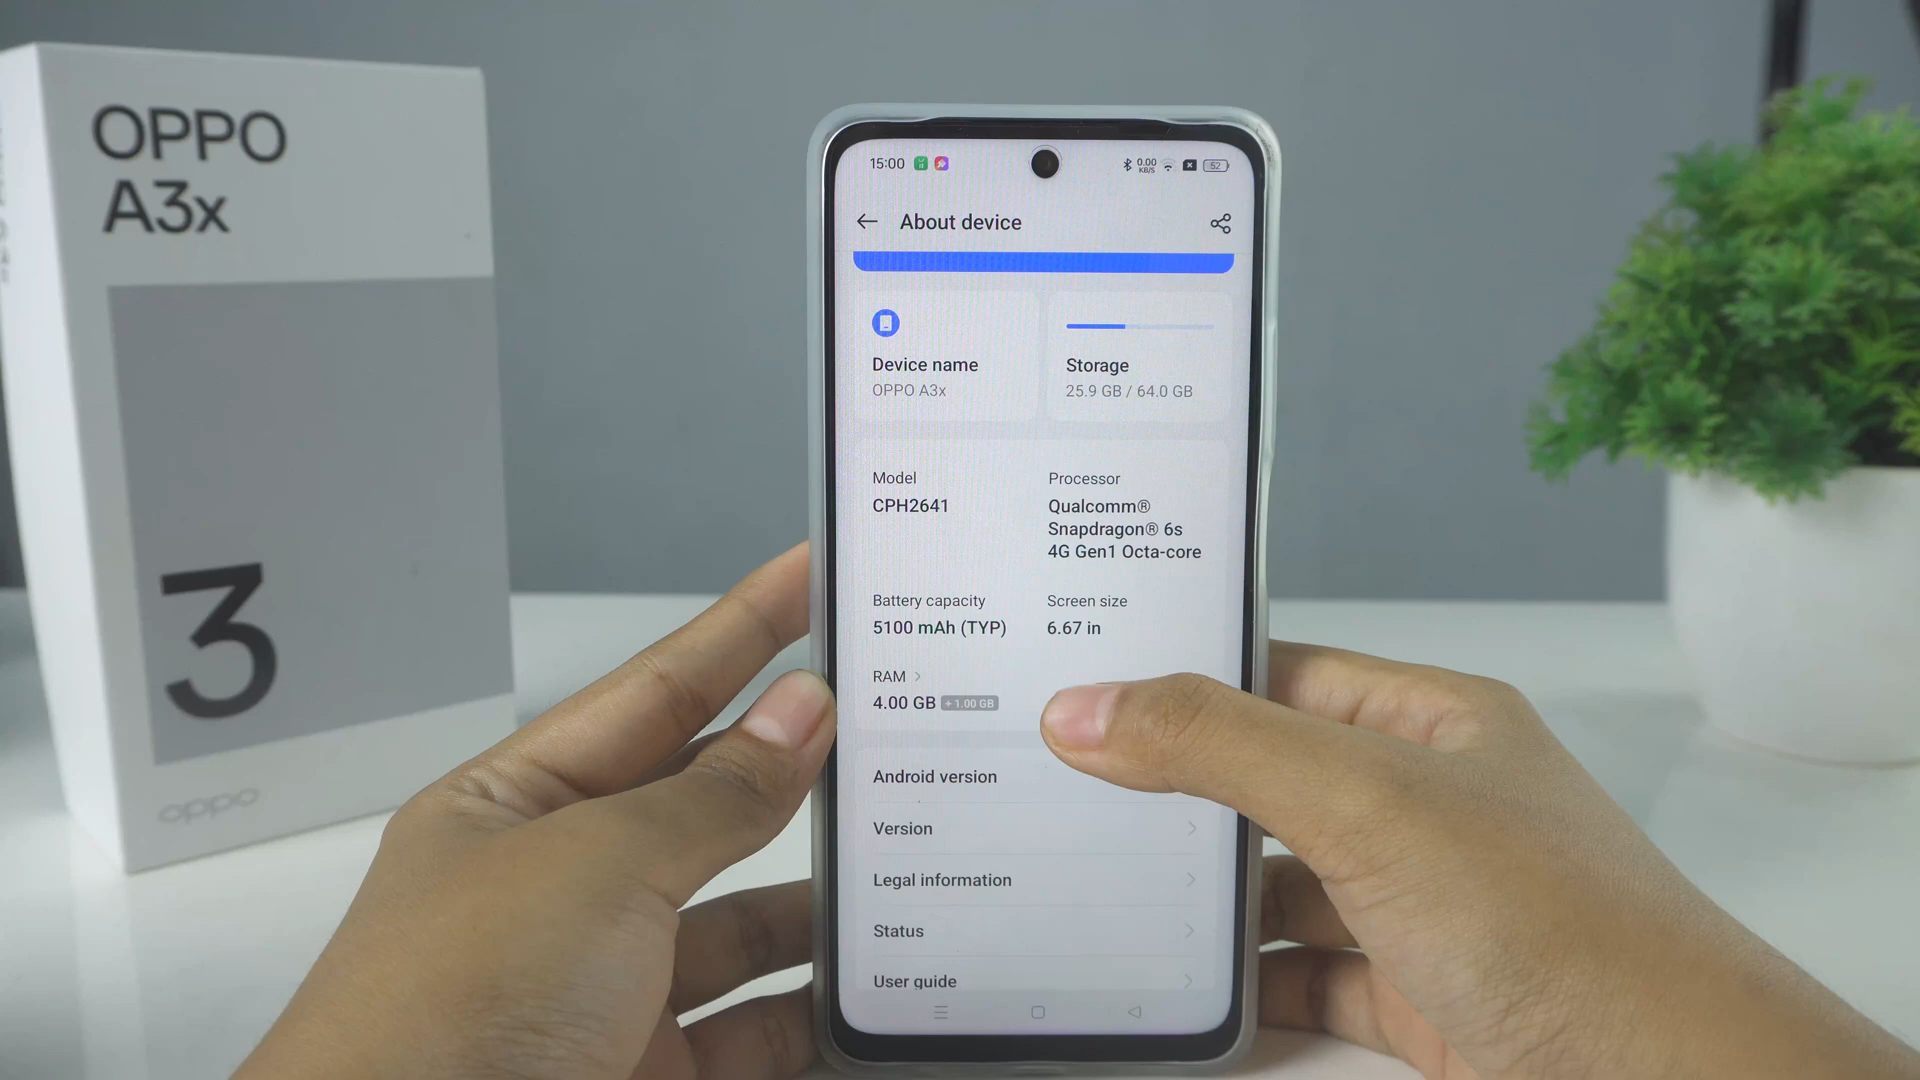 OPPO
A3x
3
oppo
15:00
0.00
KB/S
52
About device
Device name
OPPO A3x
Storage
25.9 GB / 64.0 GB
Model
CPH2641
Processor
Qualcomm®
Snapdragon® 6s
4G Gen1 Octa-core
Battery capacity
5100 mAh (TYP)
Screen size
6.67 in
RAM >
4.00 GB + 1.00 GB
Android version
Version
Legal information
Status
User guide